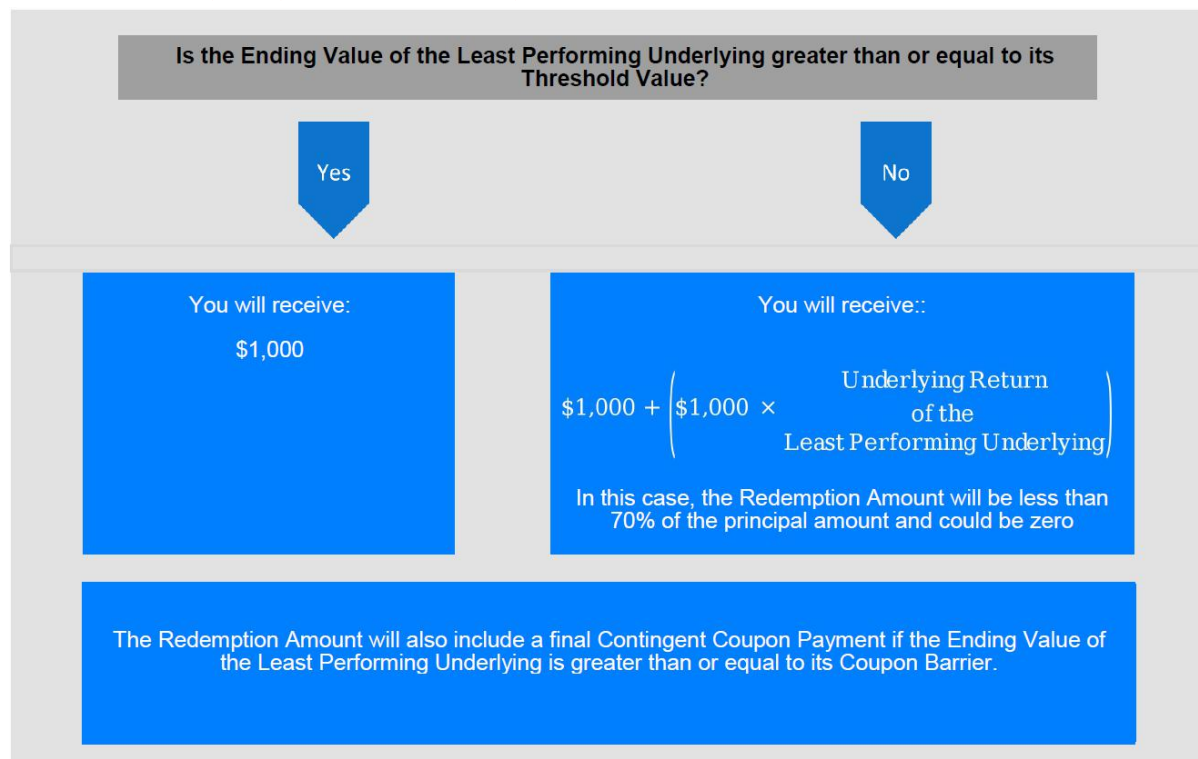 Is the Ending Value of the Least Performing Underlying greater than or equal to its
Threshold Value?
Yes
No
You will receive:
$1,000
You will receive::
$1,000 + ($1,000 × Underlying Return
of the
Least Performing Underlying)
In this case, the Redemption Amount will be less than
70% of the principal amount and could be zero
The Redemption Amount will also include a final Contingent Coupon Payment if the Ending Value of
the Least Performing Underlying is greater than or equal to its Coupon Barrier.